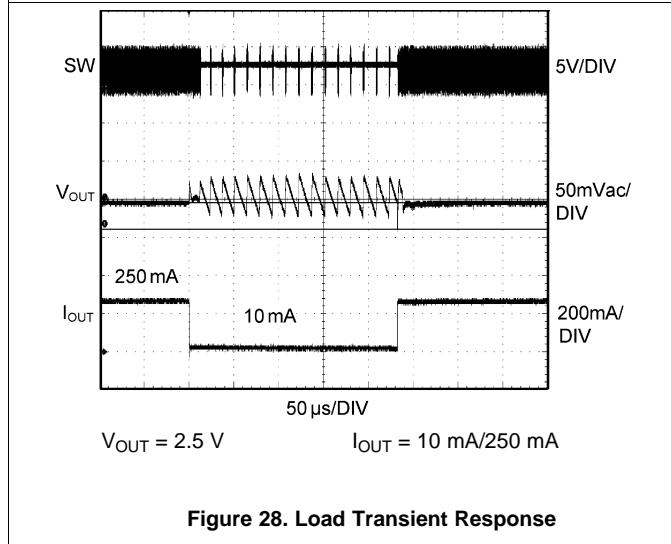 SW
5V/DIV
VOUT
50mVac/
DIV
250 mA
IOUT
10 mA
200mA/
DIV
50 µs/DIV
VOUT = 2.5 V
IOUT = 10 mA/250 mA
Figure 28. Load Transient Response